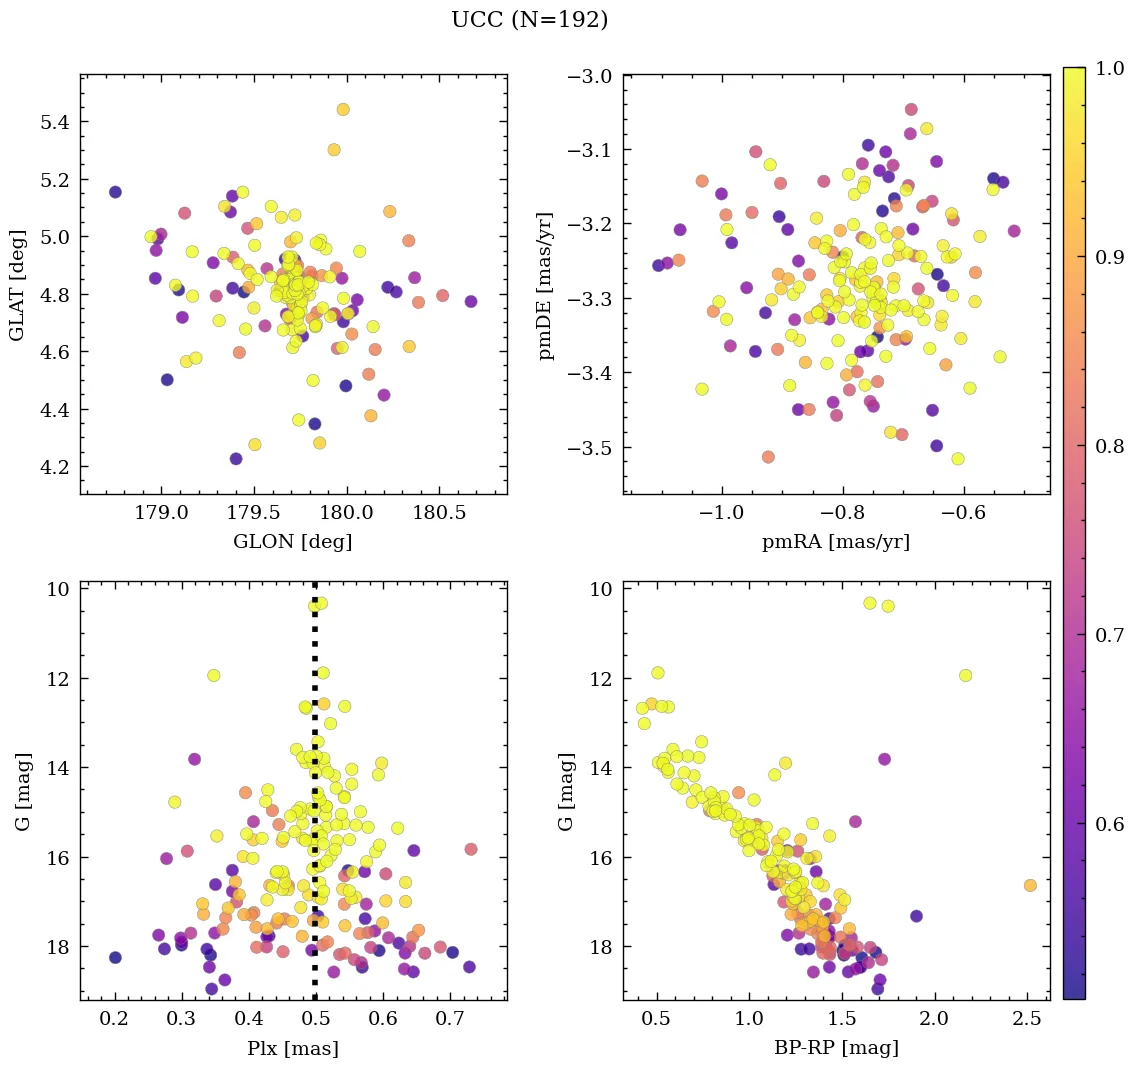 UCC (N=192)
5.4
5.2
5.0
4.8
4.6
4.4
4.2
GLAT [deg]
179.0 179.5 180.0 180.5
GLON [deg]
−3.0
−3.1
−3.2
−3.3
−3.4
−3.5
pmDE [mas/yr]
−1.0 −0.8 −0.6
pmRA [mas/yr]
10
12
14
16
18
G [mag]
0.2 0.3 0.4 0.5 0.6 0.7
Plx [mas]
10
12
14
16
18
G [mag]
0.5 1.0 1.5 2.0 2.5
BP-RP [mag]
1.0
0.9
0.8
0.7
0.6